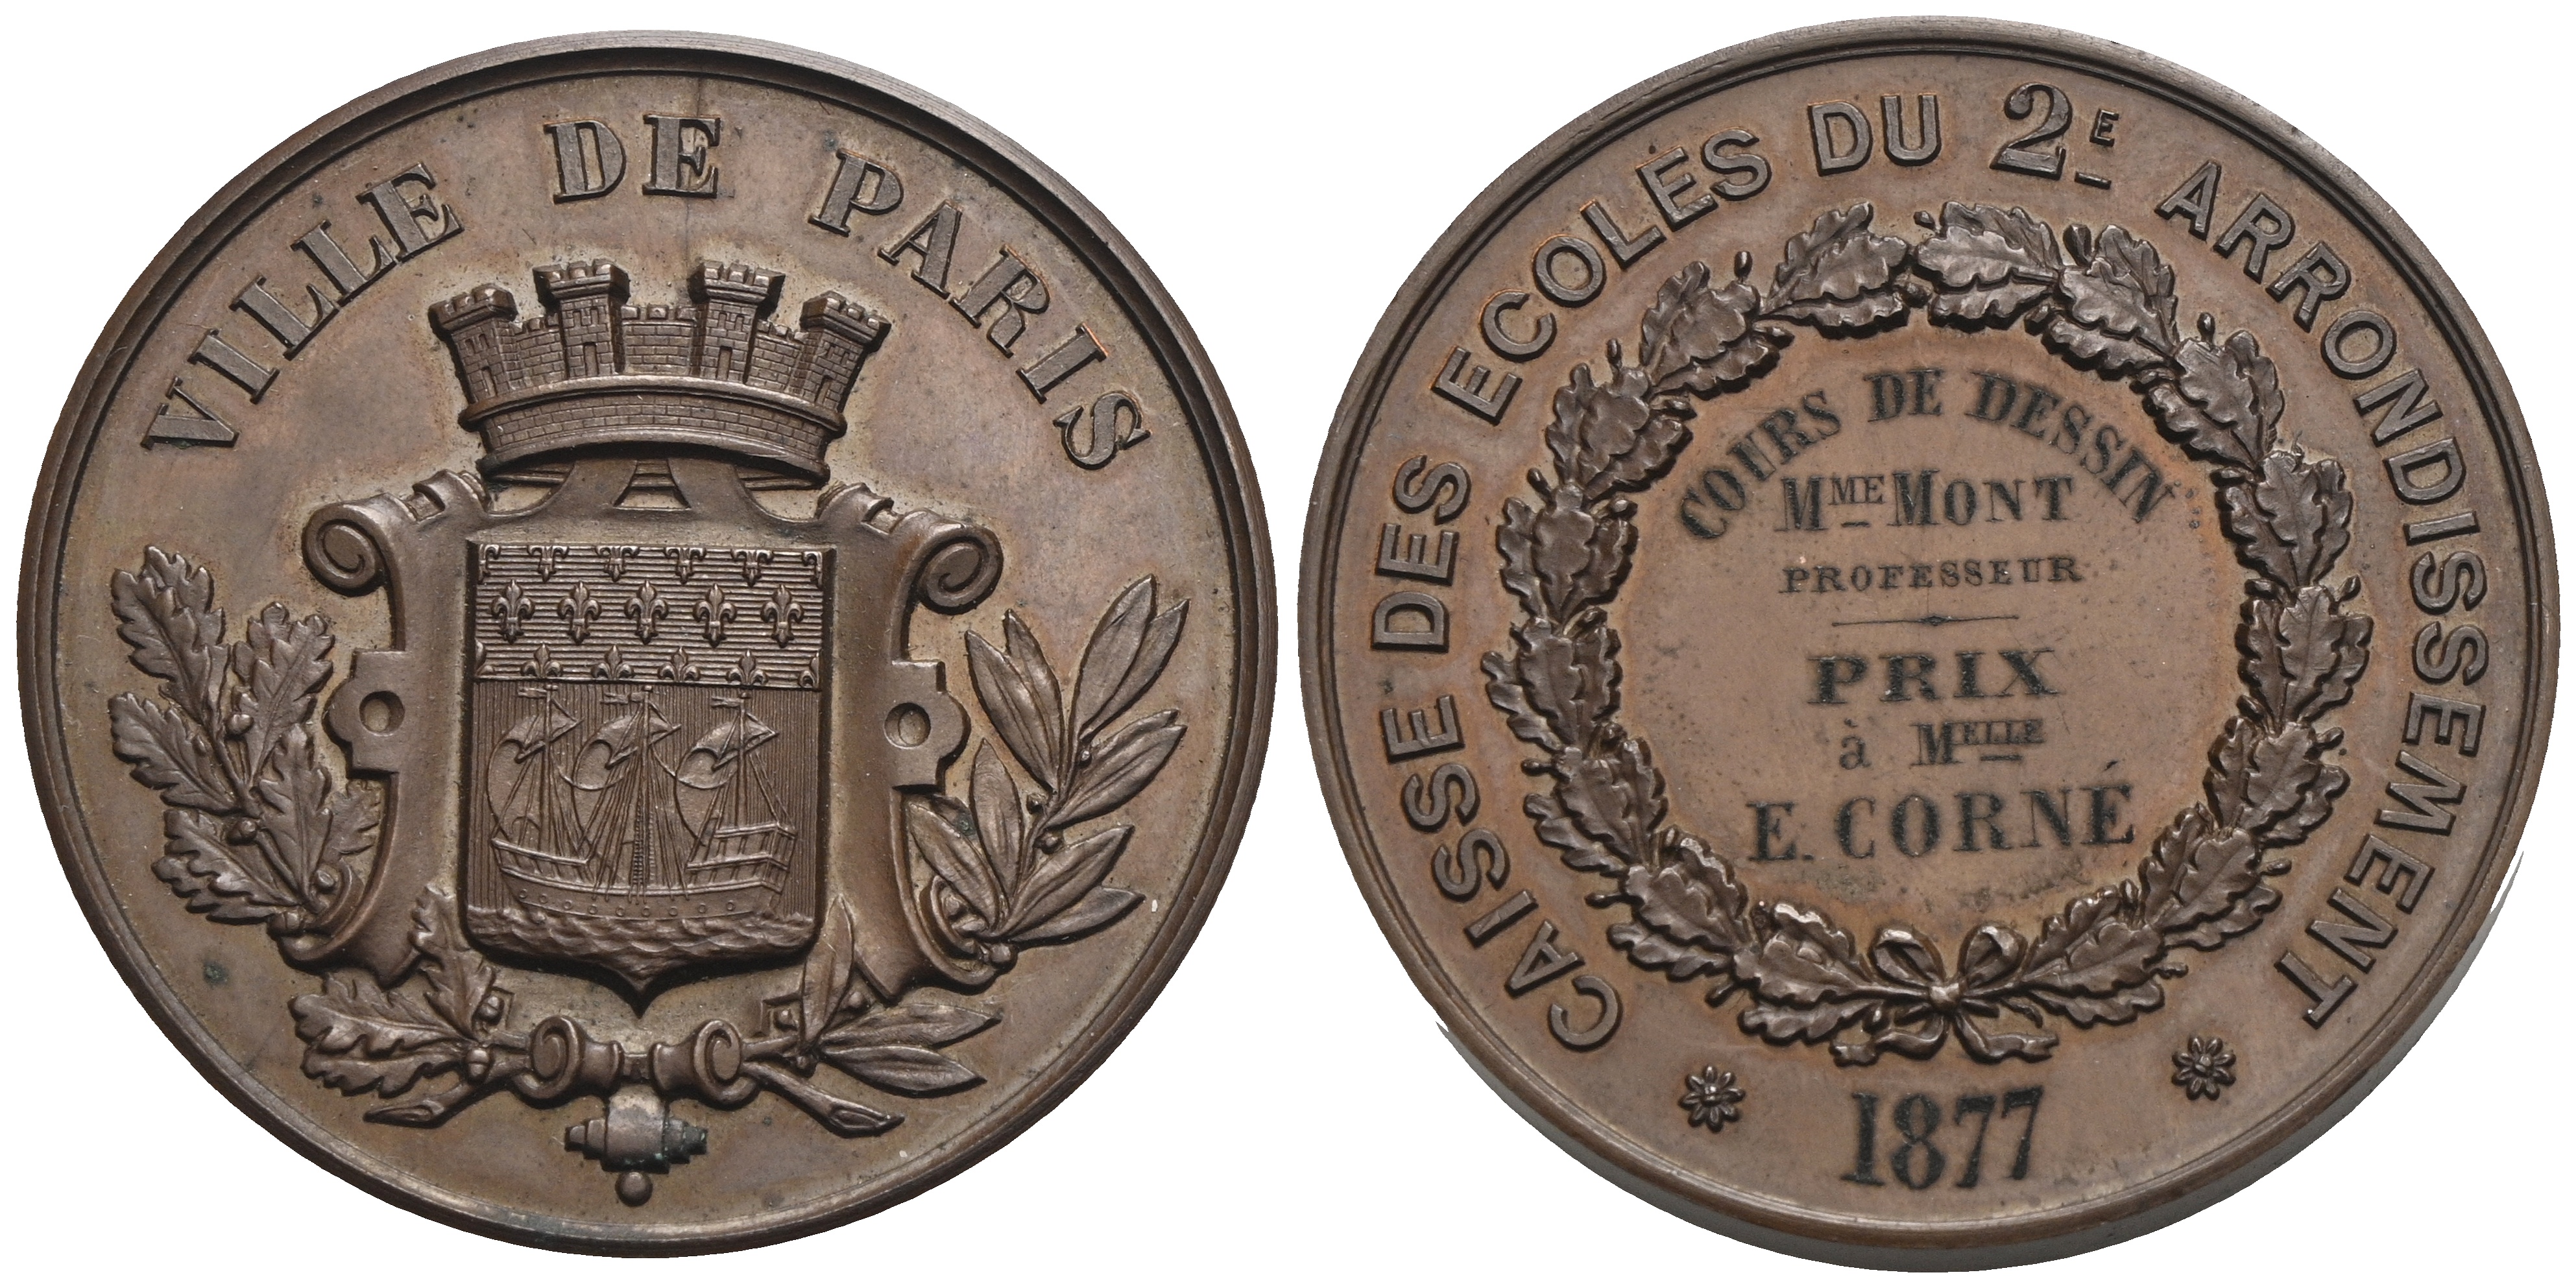 VILLE DE PARIS
CAISSE DES ECOLES DU 2E ARRONDISSEMENT
COURS DE DESSIN
MME MONT
PROFESSEUR
PRIX
à MELLE
E. CORNÉ
1877